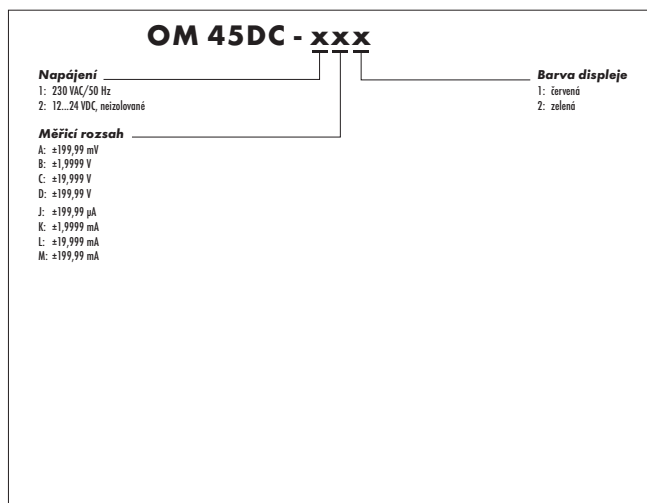 OM 45DC - xxx
Napájení
1: 230 VAC/50 Hz
2: 12...24 VDC, neizolované
Měřicí rozsah
A: ±199,99 mV
B: ±1,9999 V
C: ±19,999 V
D: ±199,99 V
J: ±199,99 µA
K: ±1,9999 mA
L: ±19,999 mA
M: ±199,99 mA
Barva displeje
1: červená
2: zelená